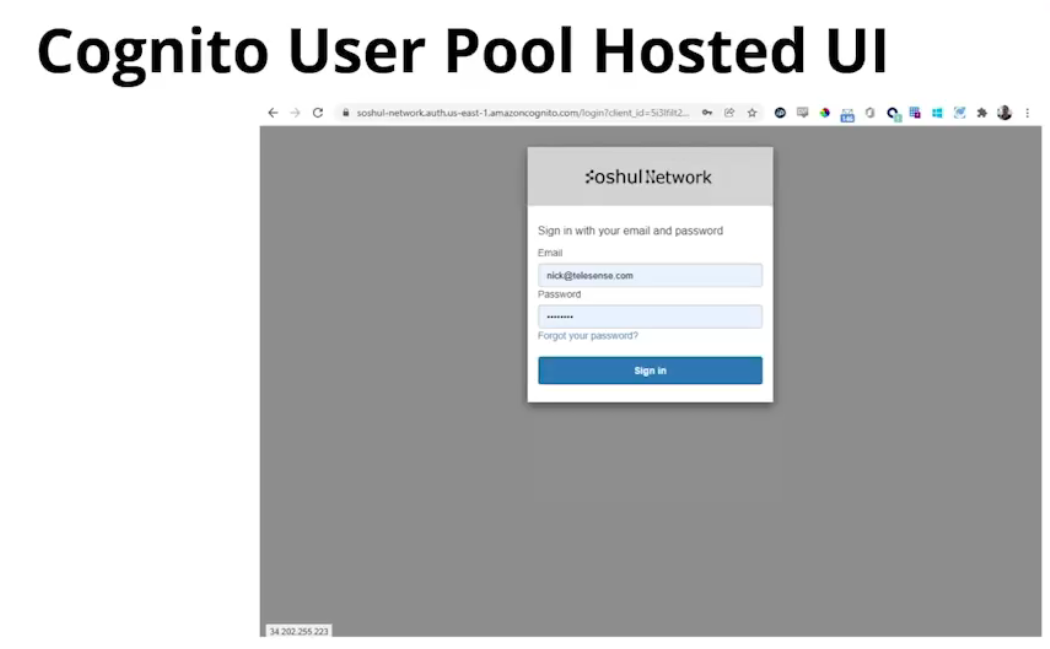 Cognito User Pool Hosted UI
soshul-network.auth.us-east-1.amazoncognito.com/login?client_id=5i3lfilt2...
Soshul Network
Sign in with your email and password
Email
nick@telesense.com
Password
••••••••
Forgot your password?
Sign in
34.202.255.223